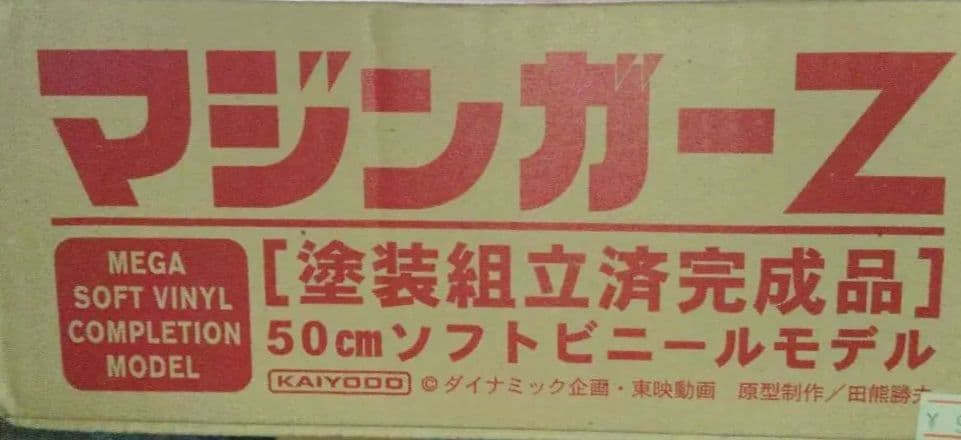 マジンガーZ
MEGA
SOFT VINYL
COMPLETION
MODEL
[塗装組立済完成品]
50cmソフトビニールモデル
KAIYODO ©ダイナミック企画・東映動画 原型制作/田熊勝夫
¥